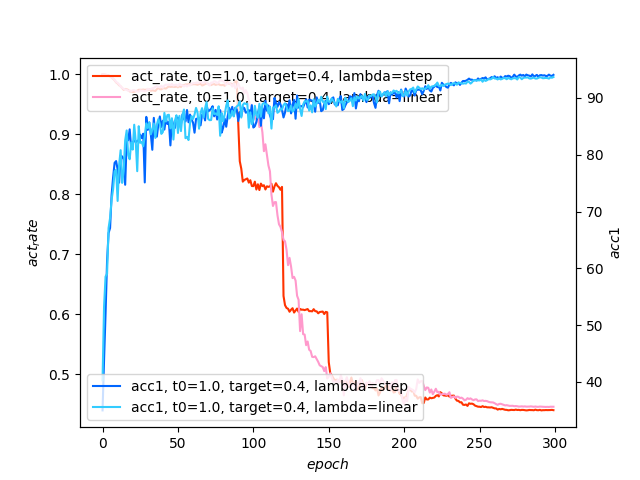 act_rate, t0=1.0, target=0.4, lambda=step
act_rate, t0=1.0, target=0.4, lambda=linear
acc1, t0=1.0, target=0.4, lambda=step
acc1, t0=1.0, target=0.4, lambda=linear
1.0
0.9
0.8
0.7
0.6
0.5
act_rate
90
80
70
60
50
40
acc1
0 50 100 150 200 250 300
epoch